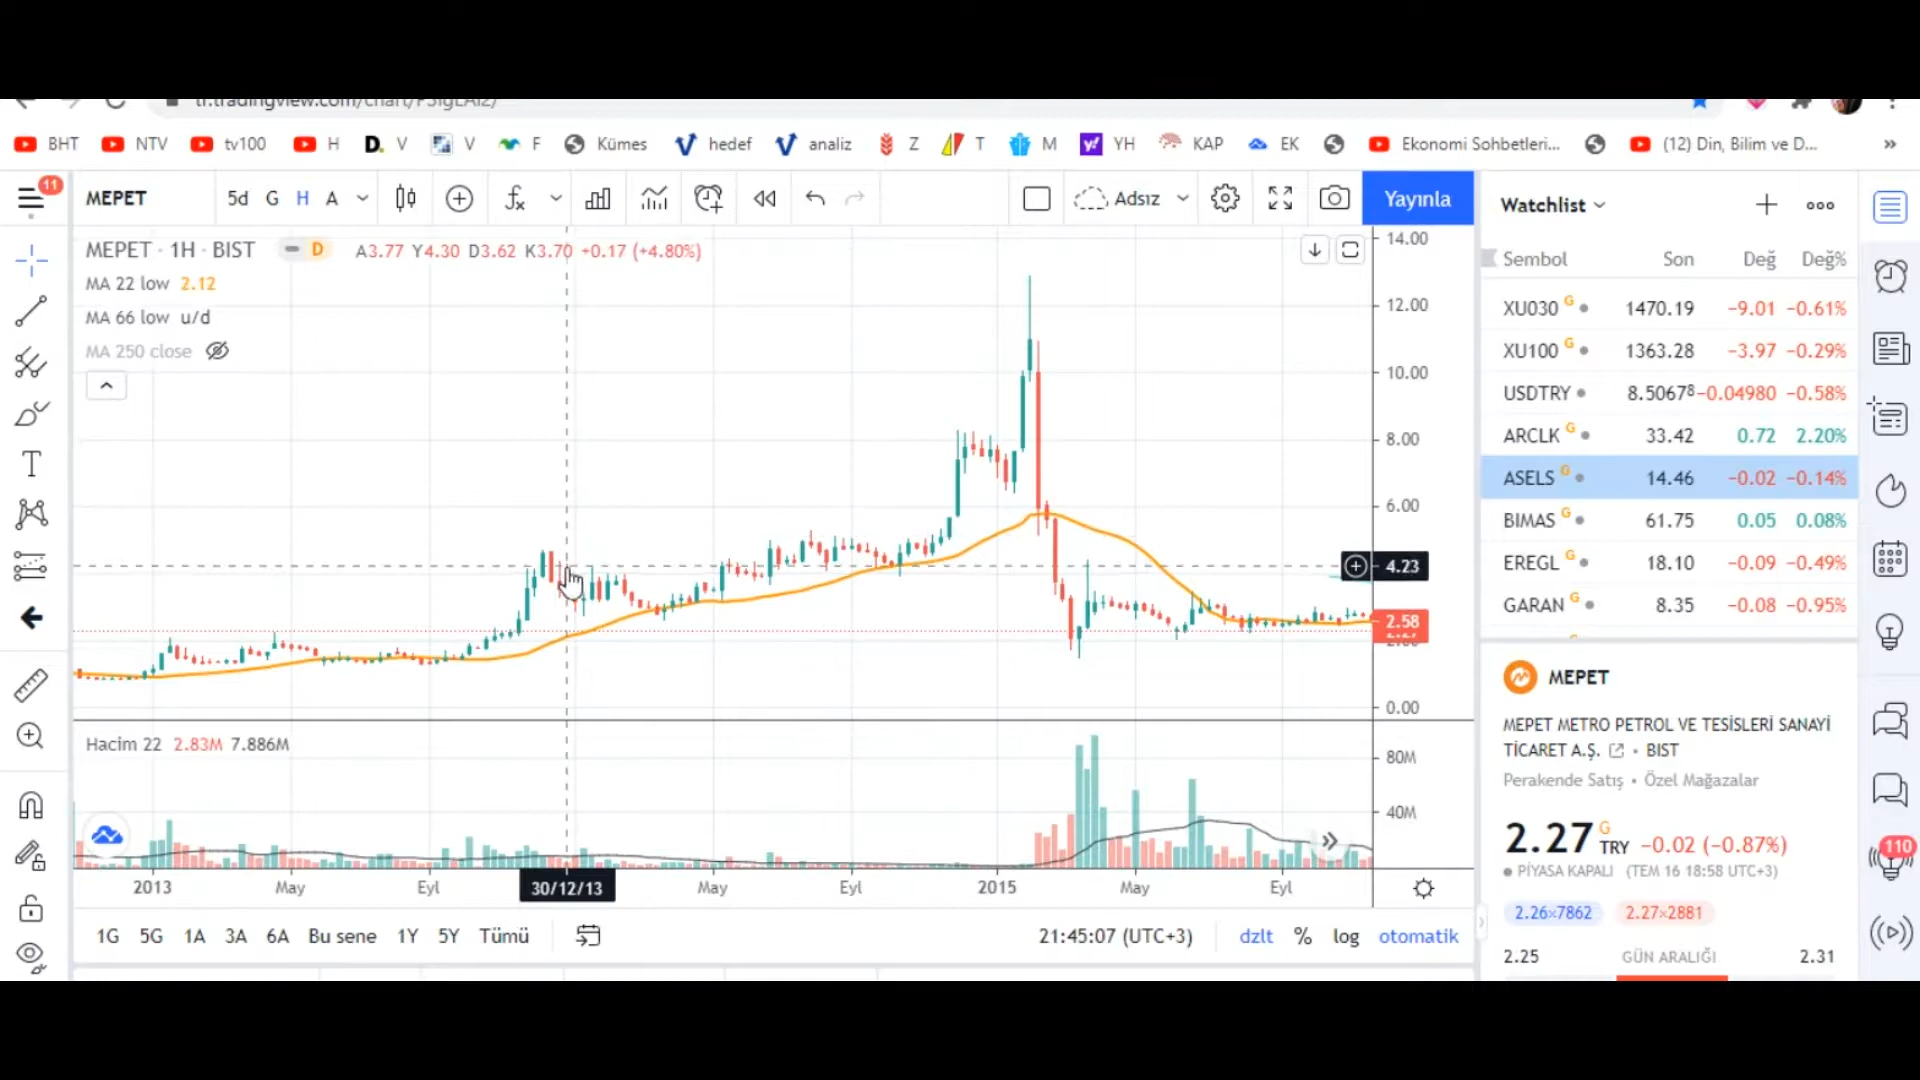 tr.tradingview.com/chart/
BHT NTV tv100 H D. V V F Kümes hedef analiz Z T M YH KAP EK Ekonomi Sohbetleri... (12) Din, Bilim ve D... »
11 MEPET 5d G H A Adsız Yayınla
MEPET · 1H · BIST D A3.77 Y4.30 D3.62 K3.70 +0.17 (+4.80%)
MA 22 low 2.12
MA 66 low u/d
MA 250 close
14.00
12.00
10.00
8.00
6.00
4.23
2.58
0.00
Hacim 22 2.83M 7.886M
80M
40M
2013 May Eyl 30/12/13 May Eyl 2015 May Eyl
1G 5G 1A 3A 6A Bu sene 1Y 5Y Tümü 21:45:07 (UTC+3) dzlt % log otomatik
Watchlist
Sembol Son Değ Değ%
XU030 G 1470.19 −9.01 −0.61%
XU100 G 1363.28 −3.97 −0.29%
USDTRY 8.50678 −0.04980 −0.58%
ARCLK G 33.42 0.72 2.20%
ASELS G 14.46 −0.02 −0.14%
BIMAS G 61.75 0.05 0.08%
EREGL G 18.10 −0.09 −0.49%
GARAN G 8.35 −0.08 −0.95%
MEPET
MEPET METRO PETROL VE TESİSLERİ SANAYİ
TİCARET A.Ş. • BIST
Perakende Satış • Özel Mağazalar
2.27 G TRY −0.02 (−0.87%)
PİYASA KAPALI (TEM 16 18:58 UTC+3)
2.26×7862 2.27×2881
2.25 GÜN ARALIĞI 2.31
110